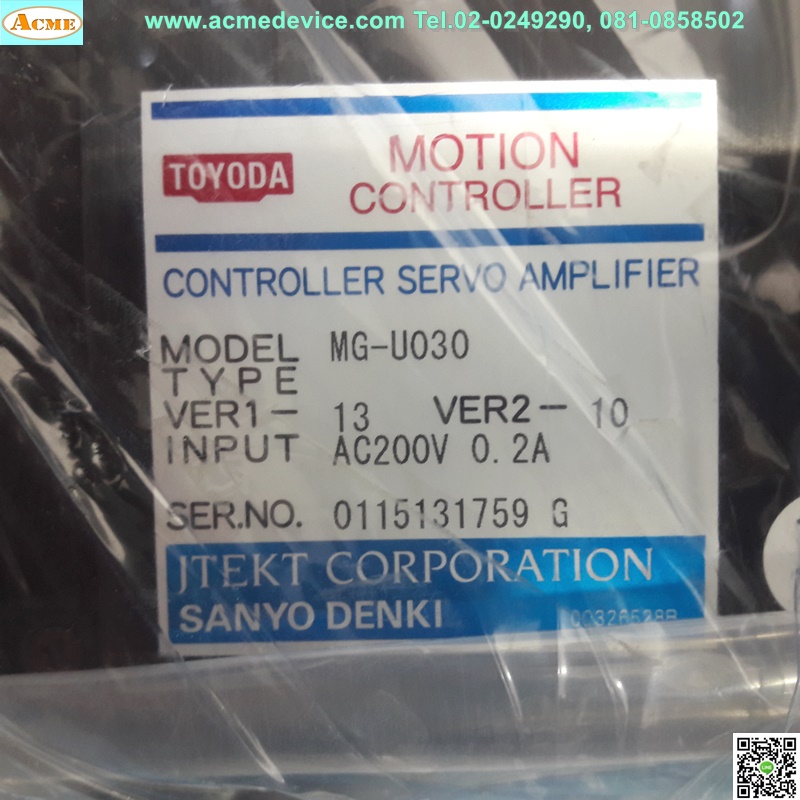 ACME
www.acmedevice.com Tel.02-0249290, 081-0858502
TOYODA
MOTION
CONTROLLER
CONTROLLER SERVO AMPLIFIER
MODEL MG-U030
TYPE
VER1- 13 VER2- 10
INPUT AC200V 0.2A
SER.NO. 0115131759 G
JTEKT CORPORATION
SANYO DENKI